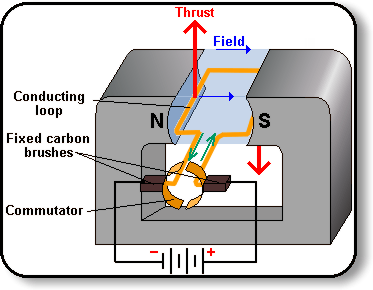 Thrust
Field
Conducting
loop
N
S
Fixed carbon
brushes
Commutator
− +